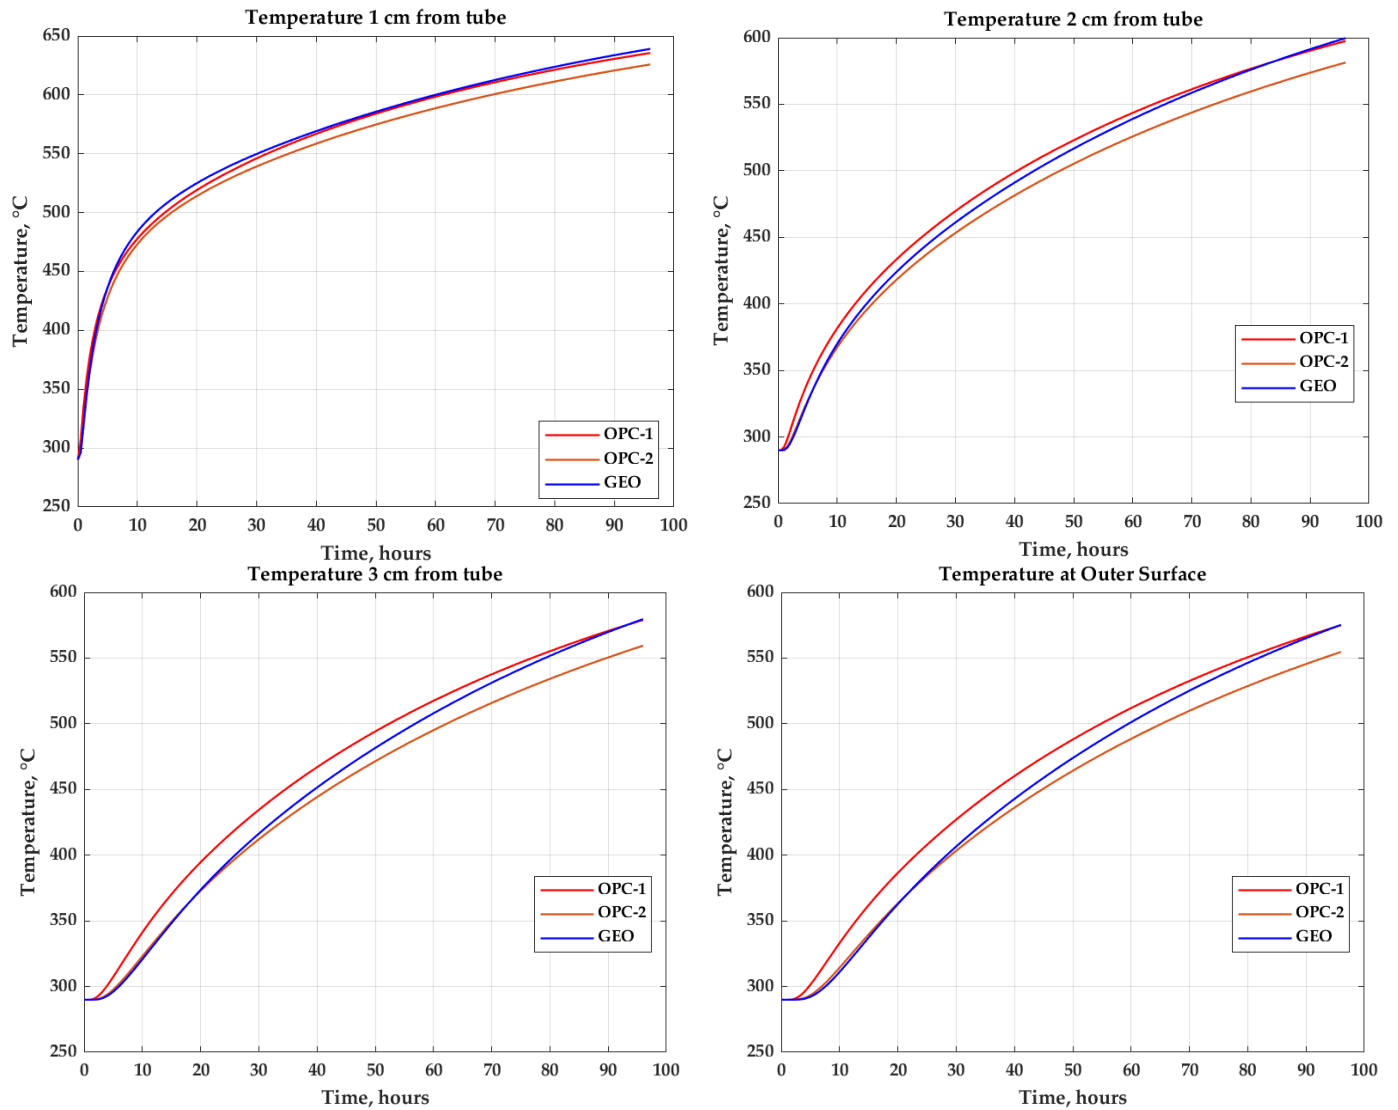 Temperature 1 cm from tube
650
600
550
500
450
400
350
300
250
Temperature, °C
0 10 20 30 40 50 60 70 80 90 100
Time, hours
OPC-1
OPC-2
GEO
Temperature 2 cm from tube
600
550
500
450
400
350
300
250
Temperature, °C
0 10 20 30 40 50 60 70 80 90 100
Time, hours
OPC-1
OPC-2
GEO
Temperature 3 cm from tube
600
550
500
450
400
350
300
250
Temperature, °C
0 10 20 30 40 50 60 70 80 90 100
Time, hours
OPC-1
OPC-2
GEO
Temperature at Outer Surface
600
550
500
450
400
350
300
250
Temperature, °C
0 10 20 30 40 50 60 70 80 90 100
Time, hours
OPC-1
OPC-2
GEO